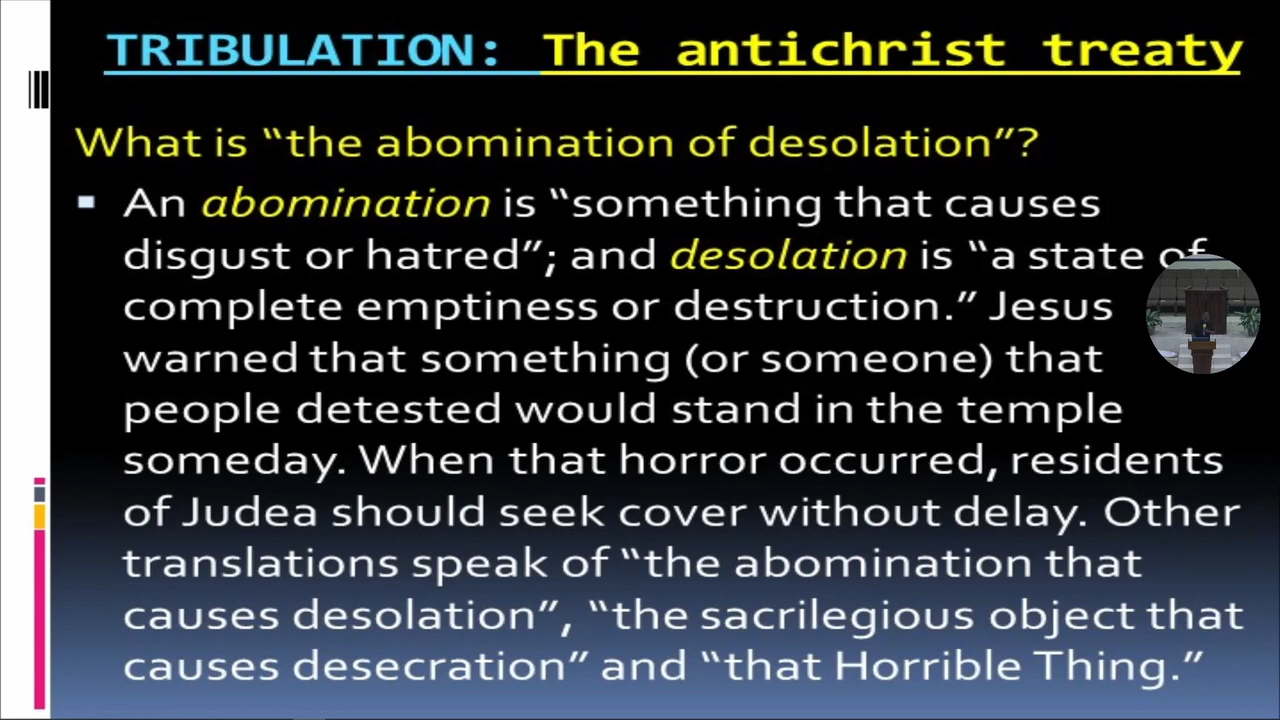 TRIBULATION: The antichrist treaty
What is “the abomination of desolation”?
An abomination is “something that causes
disgust or hatred”; and desolation is “a state of
complete emptiness or destruction.” Jesus
warned that something (or someone) that
people detested would stand in the temple
someday. When that horror occurred, residents
of Judea should seek cover without delay. Other
translations speak of “the abomination that
causes desolation”, “the sacrilegious object that
causes desecration” and “that Horrible Thing.”